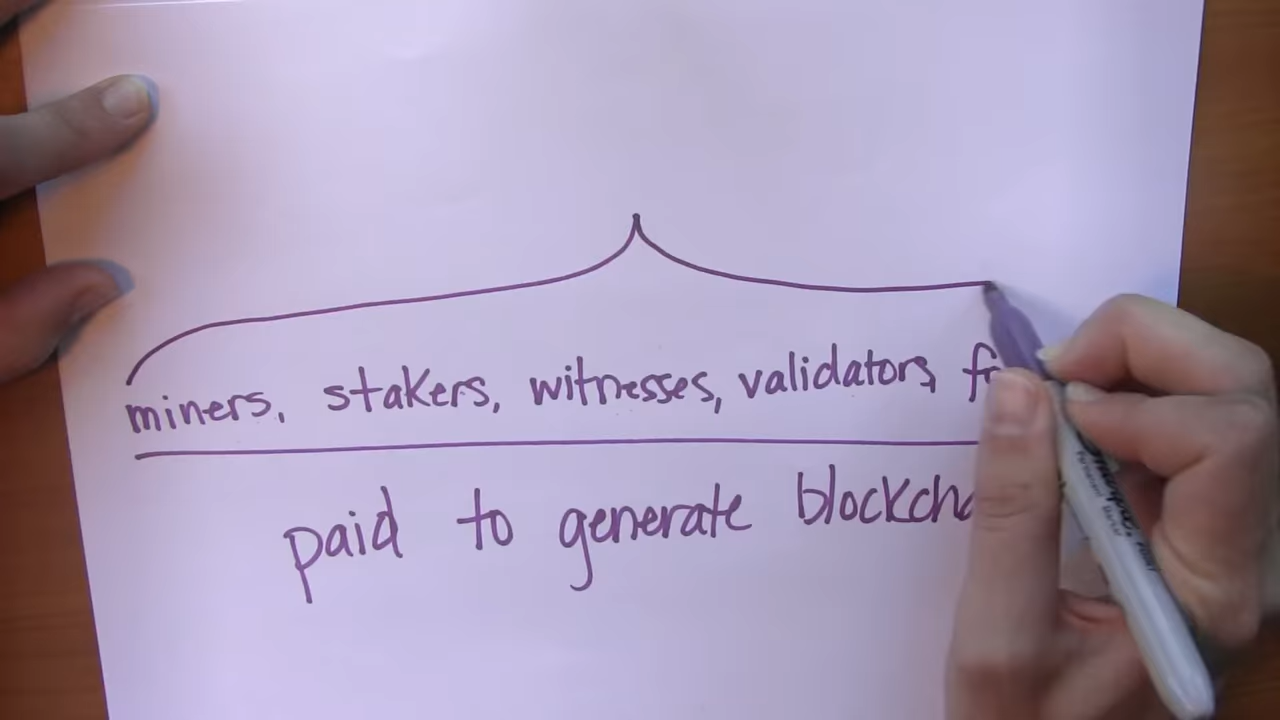 miners, stakers, witnesses, validators,
paid to generate